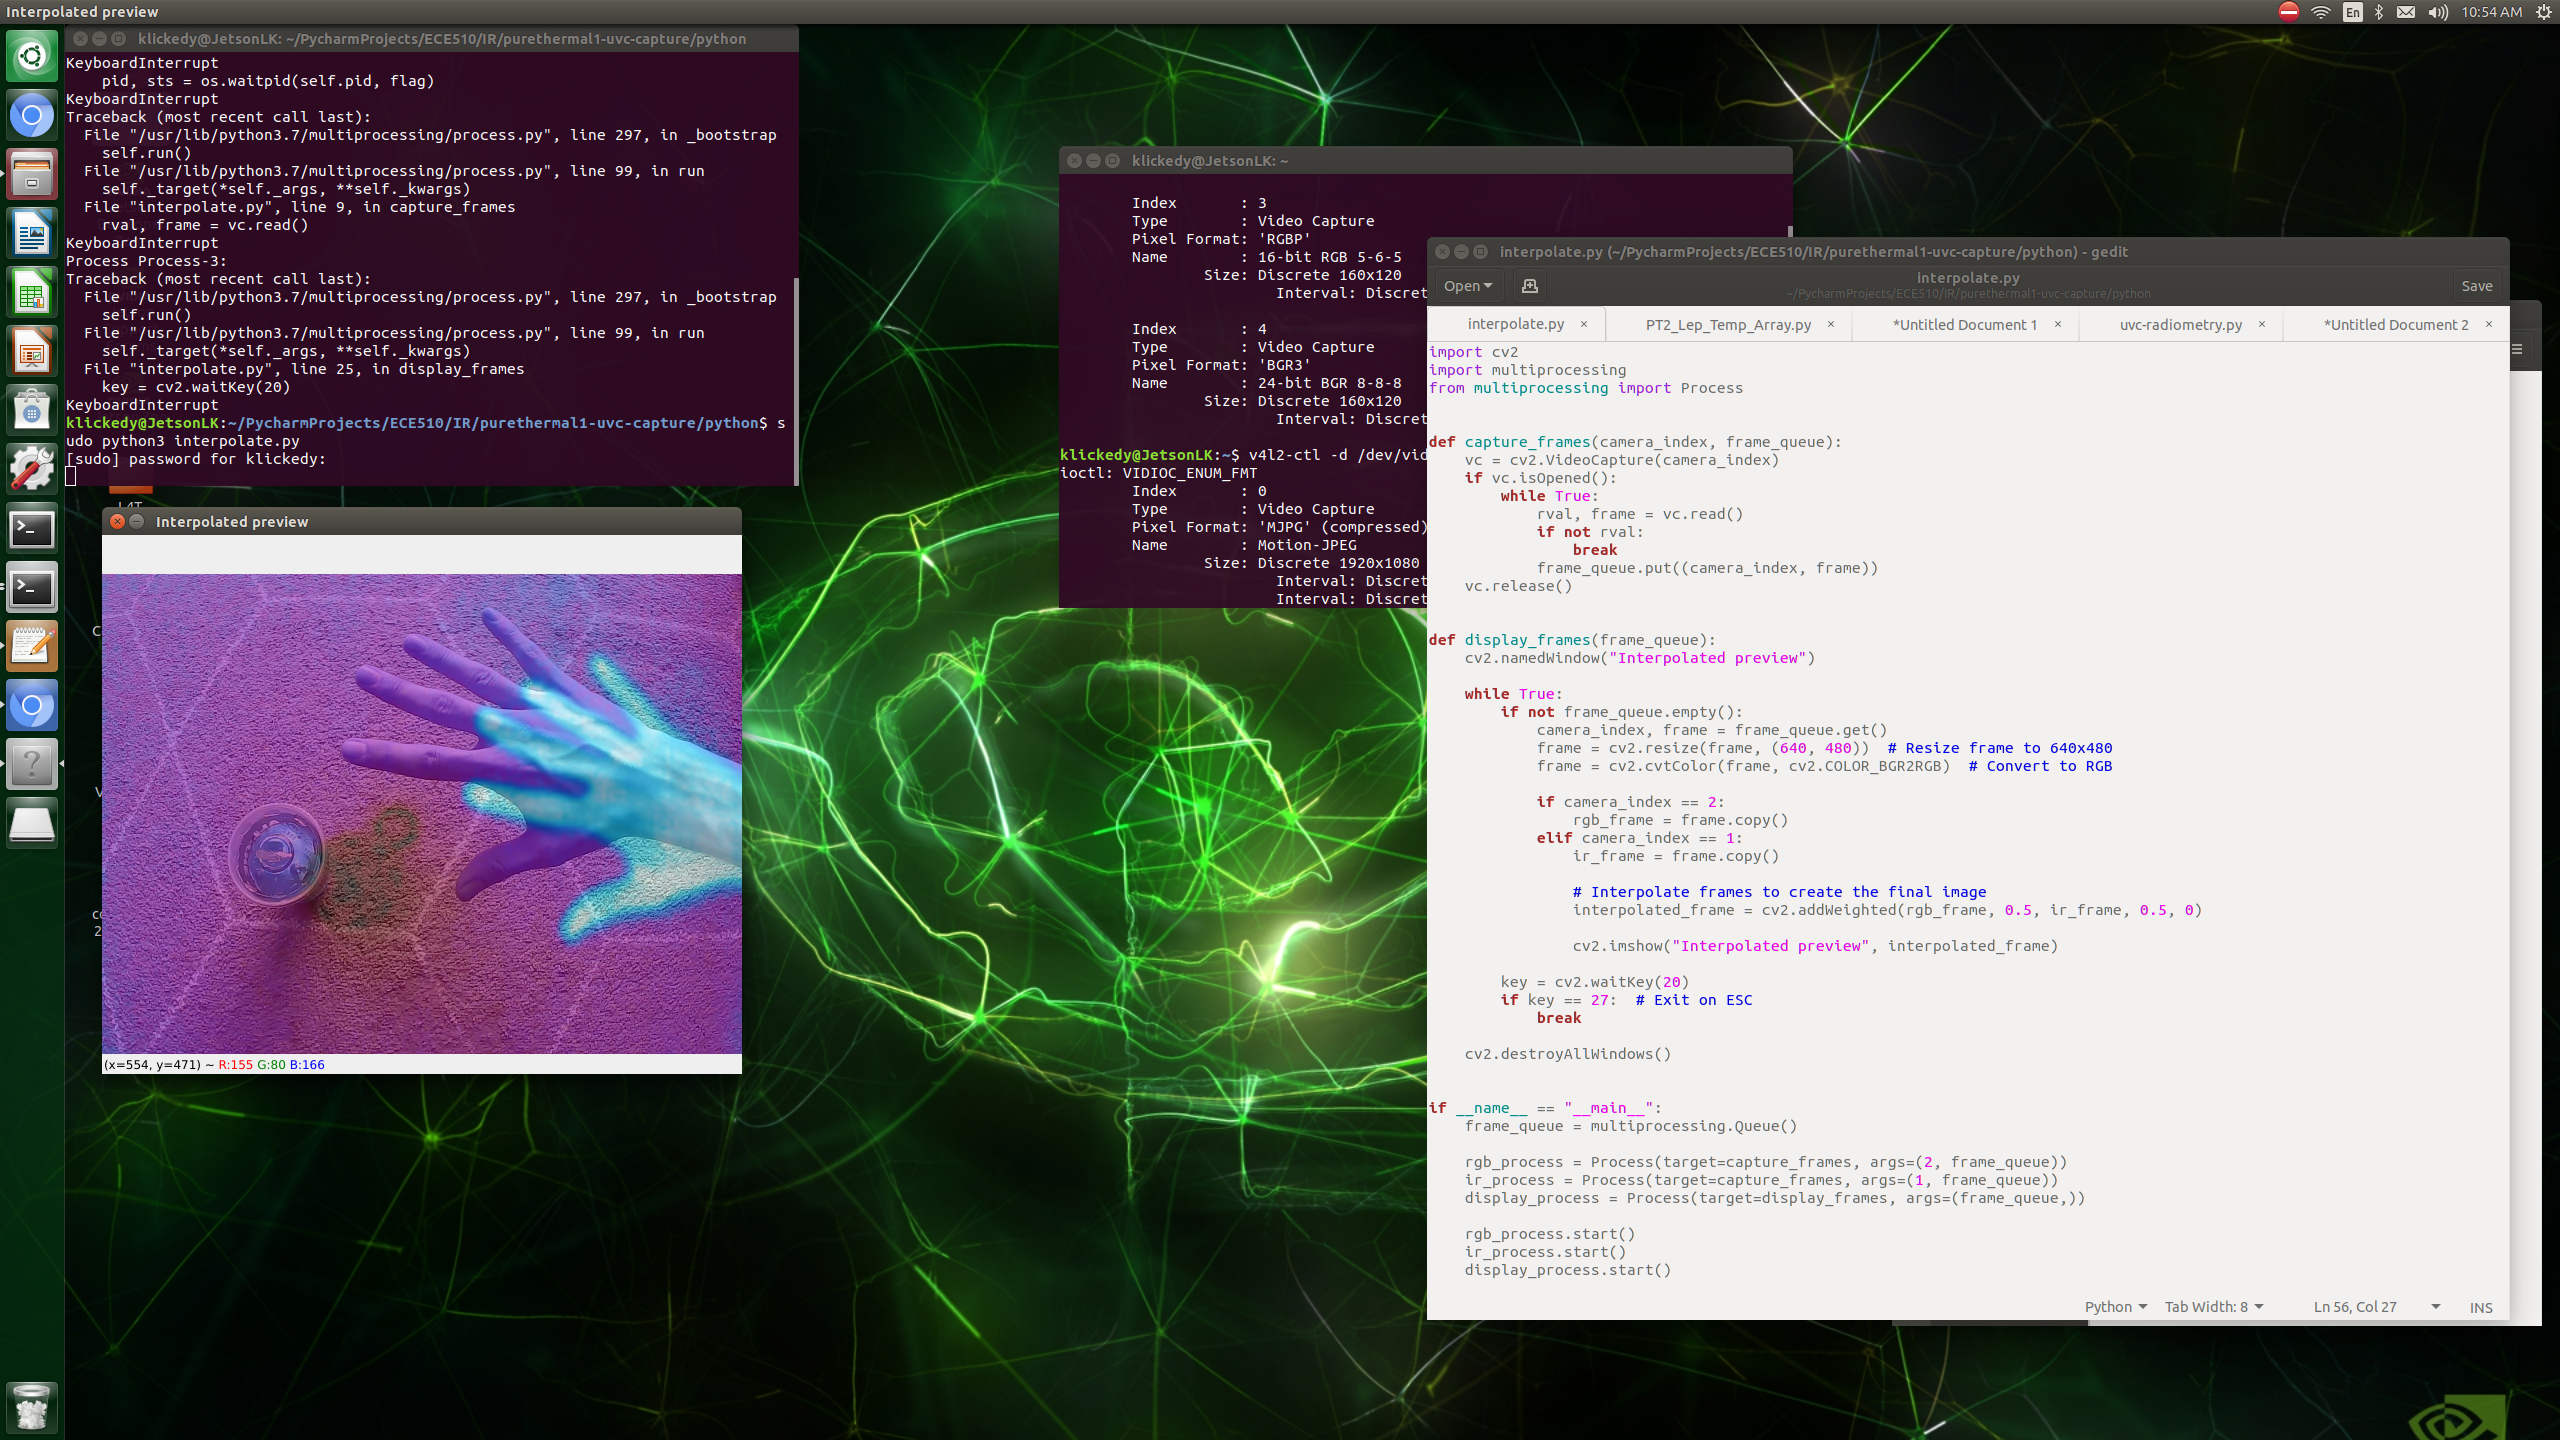 Interpolated preview
En
10:54 AM
klickedy@JetsonLK: ~/PycharmProjects/ECE510/IR/purethermal1-uvc-capture/python
KeyboardInterrupt
    pid, sts = os.waitpid(self.pid, flag)
KeyboardInterrupt
Traceback (most recent call last):
  File "/usr/lib/python3.7/multiprocessing/process.py", line 297, in _bootstrap
    self.run()
  File "/usr/lib/python3.7/multiprocessing/process.py", line 99, in run
    self._target(*self._args, **self._kwargs)
  File "interpolate.py", line 9, in capture_frames
    rval, frame = vc.read()
KeyboardInterrupt
Process Process-3:
Traceback (most recent call last):
  File "/usr/lib/python3.7/multiprocessing/process.py", line 297, in _bootstrap
    self.run()
  File "/usr/lib/python3.7/multiprocessing/process.py", line 99, in run
    self._target(*self._args, **self._kwargs)
  File "interpolate.py", line 25, in display_frames
    key = cv2.waitKey(20)
KeyboardInterrupt
klickedy@JetsonLK:~/PycharmProjects/ECE510/IR/purethermal1-uvc-capture/python$ s
udo python3 interpolate.py
[sudo] password for klickedy:
Interpolated preview
(x=554, y=471) ~ R:155 G:80 B:166
klickedy@JetsonLK: ~
        Index       : 3
        Type        : Video Capture
        Pixel Format: 'RGBP'
        Name        : 16-bit RGB 5-6-5
                Size: Discrete 160x120
                        Interval: Discret
        Index       : 4
        Type        : Video Capture
        Pixel Format: 'BGR3'
        Name        : 24-bit BGR 8-8-8
                Size: Discrete 160x120
                        Interval: Discret
klickedy@JetsonLK:~$ v4l2-ctl -d /dev/vid
ioctl: VIDIOC_ENUM_FMT
        Index       : 0
        Type        : Video Capture
        Pixel Format: 'MJPG' (compressed)
        Name        : Motion-JPEG
                Size: Discrete 1920x1080
                        Interval: Discret
                        Interval: Discret
interpolate.py (~/PycharmProjects/ECE510/IR/purethermal1-uvc-capture/python) - gedit
Open
interpolate.py
~/PycharmProjects/ECE510/IR/purethermal1-uvc-capture/python
Save
interpolate.py × PT2_Lep_Temp_Array.py × *Untitled Document 1 × uvc-radiometry.py × *Untitled Document 2 ×
import cv2
import multiprocessing
from multiprocessing import Process
def capture_frames(camera_index, frame_queue):
    vc = cv2.VideoCapture(camera_index)
    if vc.isOpened():
        while True:
            rval, frame = vc.read()
            if not rval:
                break
            frame_queue.put((camera_index, frame))
    vc.release()
def display_frames(frame_queue):
    cv2.namedWindow("Interpolated preview")
    while True:
        if not frame_queue.empty():
            camera_index, frame = frame_queue.get()
            frame = cv2.resize(frame, (640, 480))  # Resize frame to 640x480
            frame = cv2.cvtColor(frame, cv2.COLOR_BGR2RGB)  # Convert to RGB
            if camera_index == 2:
                rgb_frame = frame.copy()
            elif camera_index == 1:
                ir_frame = frame.copy()
                # Interpolate frames to create the final image
                interpolated_frame = cv2.addWeighted(rgb_frame, 0.5, ir_frame, 0.5, 0)
                cv2.imshow("Interpolated preview", interpolated_frame)
        key = cv2.waitKey(20)
        if key == 27:  # Exit on ESC
            break
    cv2.destroyAllWindows()
if __name__ == "__main__":
    frame_queue = multiprocessing.Queue()
    rgb_process = Process(target=capture_frames, args=(2, frame_queue))
    ir_process = Process(target=capture_frames, args=(1, frame_queue))
    display_process = Process(target=display_frames, args=(frame_queue,))
    rgb_process.start()
    ir_process.start()
    display_process.start()
Python Tab Width: 8 Ln 56, Col 27 INS